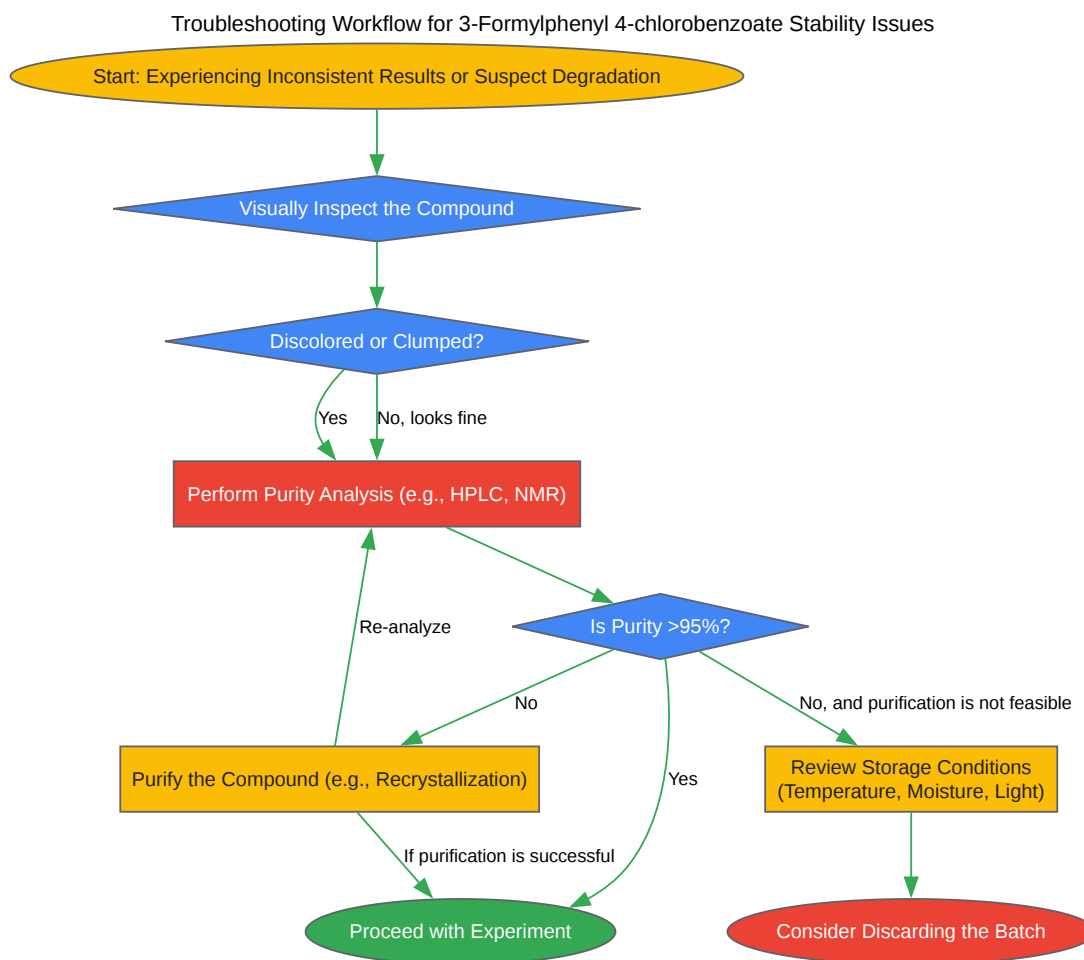 Troubleshooting Workflow for 3-Formylphenyl 4-chlorobenzoate Stability Issues
Start: Experiencing Inconsistent Results or Suspect Degradation
Visually Inspect the Compound
Discolored or Clumped?
Yes
No, looks fine
Perform Purity Analysis (e.g., HPLC, NMR)
Is Purity >95%?
Re-analyze
No
No, and purification is not feasible
Purify the Compound (e.g., Recrystallization)
Yes
Review Storage Conditions
(Temperature, Moisture, Light)
If purification is successful
Proceed with Experiment
Consider Discarding the Batch